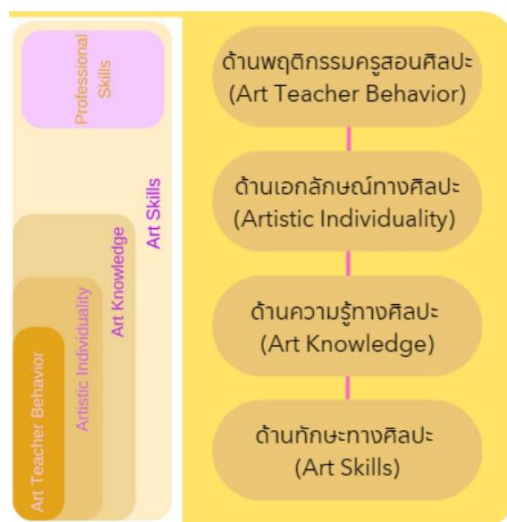 Professional
Skills
Art Skills
Art Knowledge
Artistic Individuality
Art Teacher Behavior
ด้านพฤติกรรมครูสอนศิลปะ
(Art Teacher Behavior)
ด้านเอกลักษณ์ทางศิลปะ
(Artistic Individuality)
ด้านความรู้ทางศิลปะ
(Art Knowledge)
ด้านทักษะทางศิลปะ
(Art Skills)